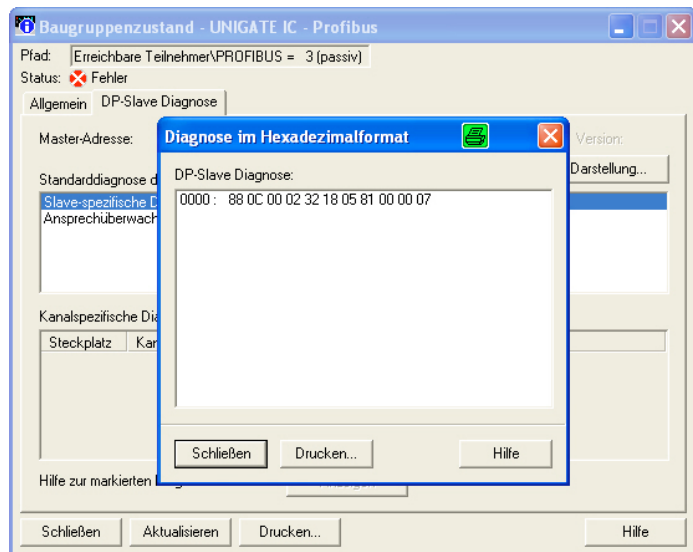 Baugruppenzustand - UNIGATE IC - Profibus
Pfad: Erreichbare Teilnehmer\PROFIBUS = 3 (passiv)
Status: Fehler
Allgemein DP-Slave Diagnose
Master-Adresse: Version:
Diagnose im Hexadezimalformat
Darstellung...
Standarddiagnose d
DP-Slave Diagnose:
Slave-spezifische D
0000 : 88 0C 00 02 32 18 05 81 00 00 07
Ansprechüberwach
Kanalspezifische Dia
Steckplatz Kar
Schließen Drucken... Hilfe
Hilfe zur markierten
Schließen Aktualisieren Drucken... Hilfe